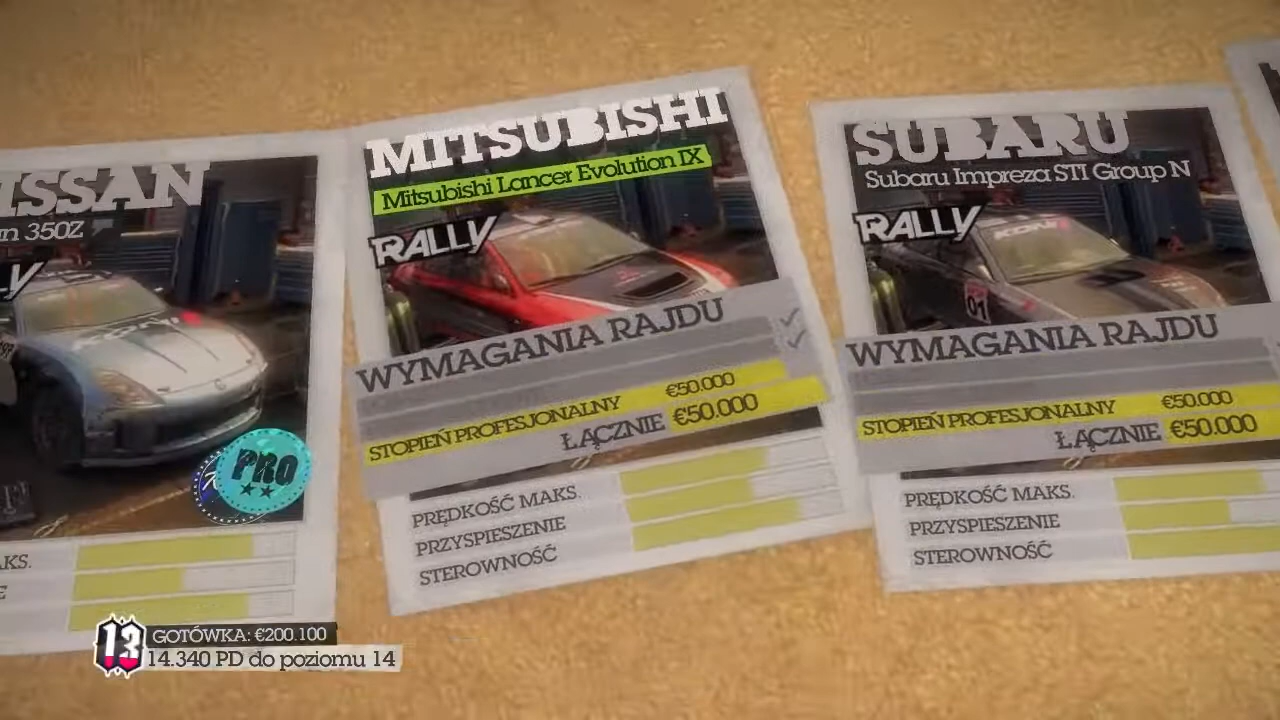 ISSAN
n 350Z
PRO
AKS.
E
MITSUBISHI
Mitsubishi Lancer Evolution IX
RALLY
WYMAGANIA RAJDU
STOPIEŃ PROFESJONALNY €50.000
ŁĄCZNIE €50.000
PRĘDKOŚĆ MAKS.
PRZYSPIESZENIE
STEROWNOŚĆ
SUBARU
Subaru Impreza STI Group N
RALLY
KONI
01
WYMAGANIA RAJDU
STOPIEŃ PROFESJONALNY €50.000
ŁĄCZNIE €50.000
PRĘDKOŚĆ MAKS.
PRZYSPIESZENIE
STEROWNOŚĆ
13
GOTÓWKA: €200.100
14.340 PD do poziomu 14